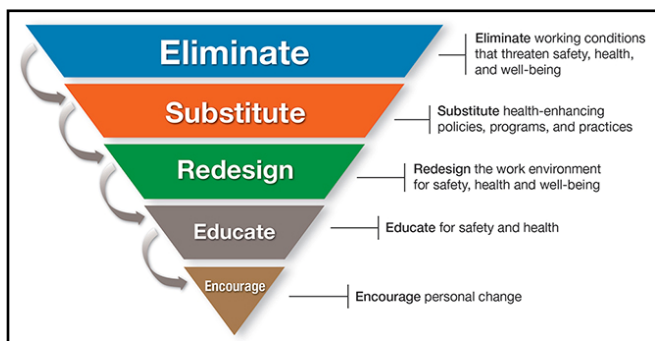 Eliminate
Eliminate working conditions
that threaten safety, health,
and well-being
Substitute
Substitute health-enhancing
policies, programs, and practices
Redesign
Redesign the work environment
for safety, health and well-being
Educate
Educate for safety and health
Encourage
Encourage personal change